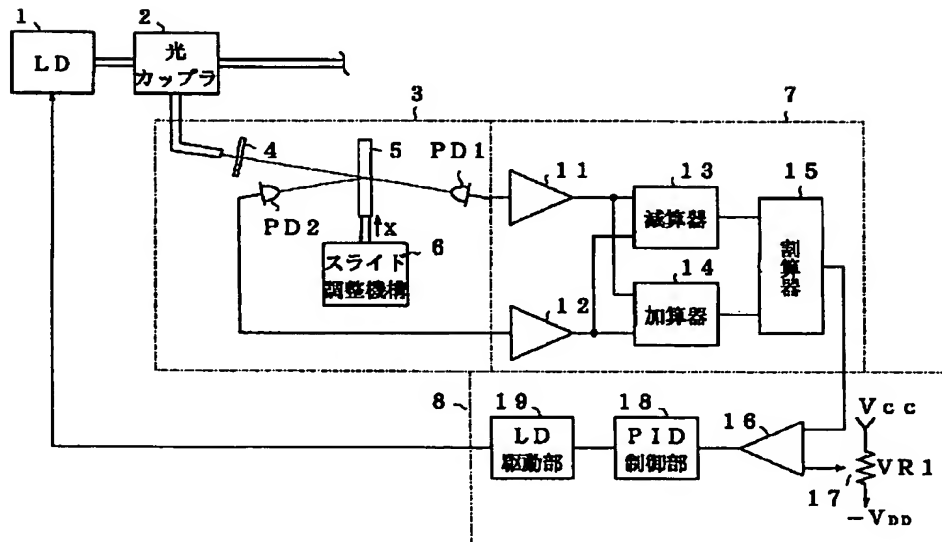 1
LD
2
光
カップラ
3
7
4
5
PD1
PD2
x
6
スライド
調整機構
11
12
13
減算器
14
加算器
15
割算器
8
19
LD
駆動部
18
PID
制御部
16
Vcc
17
VR1
-VDD